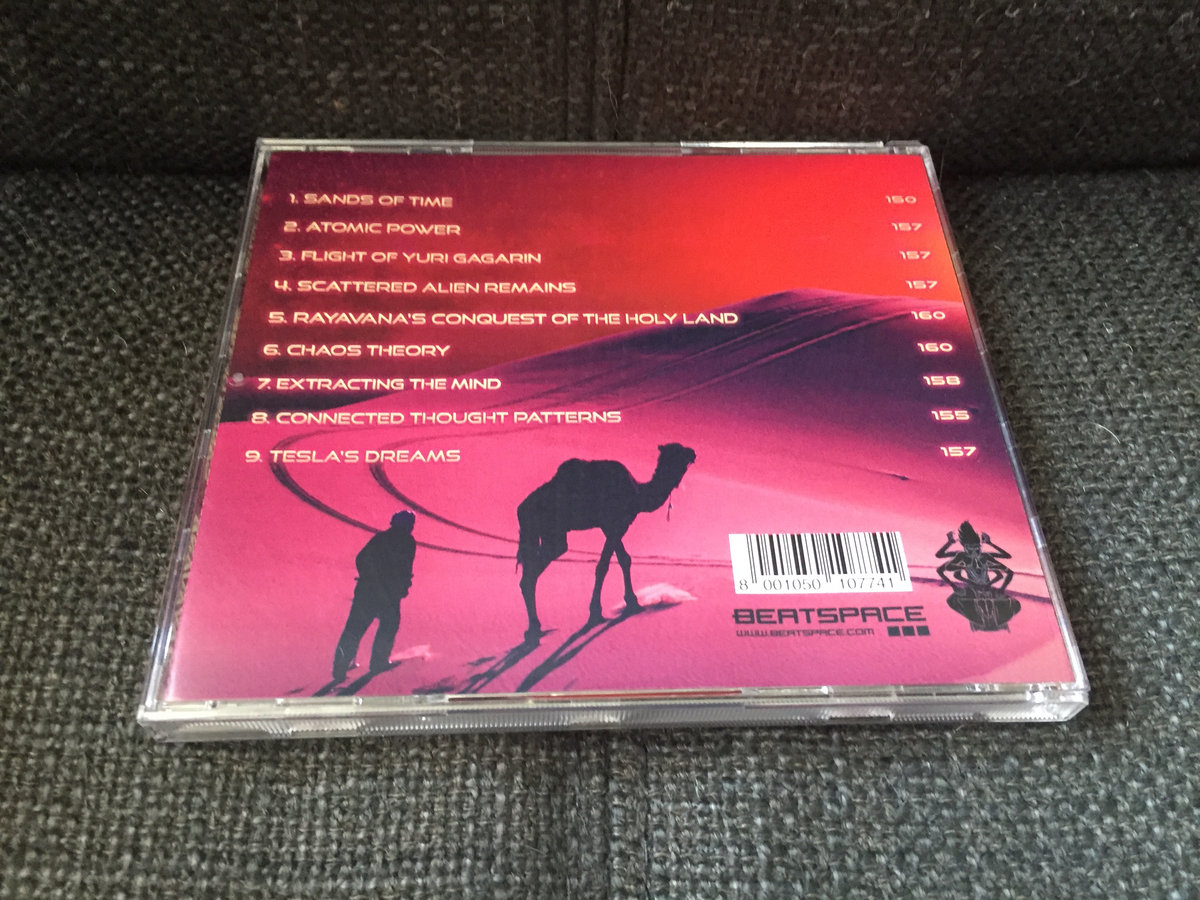 1. SANDS OF TIME 150
2. ATOMIC POWER 157
3. FLIGHT OF YURI GAGARIN 157
4. SCATTERED ALIEN REMAINS 157
5. RAYAVANA'S CONQUEST OF THE HOLY LAND 160
6. CHAOS THEORY 160
7. EXTRACTING THE MIND 158
8. CONNECTED THOUGHT PATTERNS 155
9. TESLA'S DREAMS 157
8 001050 107741
BEATSPACE
WWW.BEATSPACE.COM